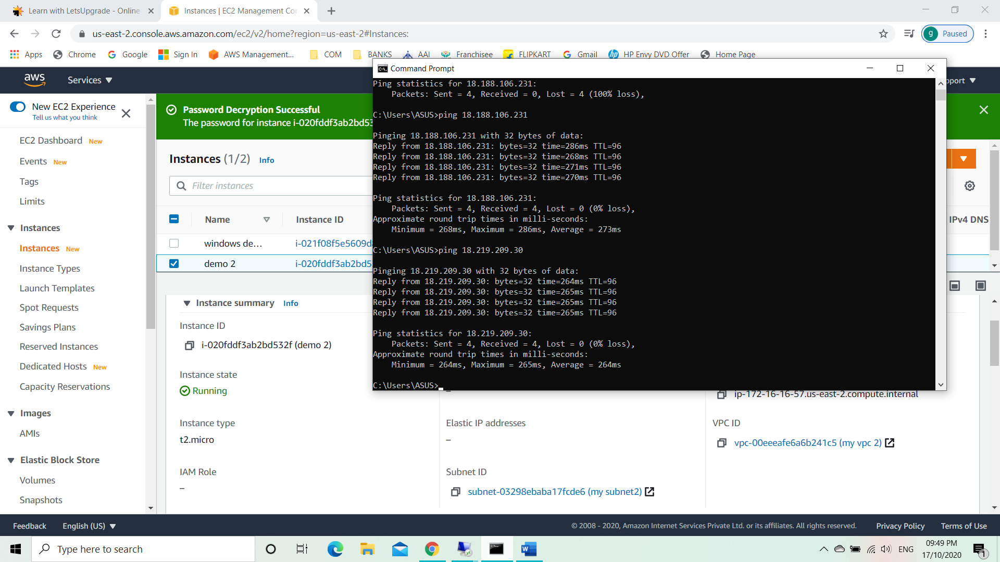 Learn with LetsUpgrade - Online
Instances | EC2 Management Con
us-east-2.console.aws.amazon.com/ec2/v2/home?region=us-east-2#Instances:
g Paused
Apps Chrome Google Sign In AWS Management... COM BANKS AAI Franchisee FLIPKART Gmail HP Envy DVD Offer Home Page
aws Services
pport
New EC2 Experience
Tell us what you think
EC2 Dashboard New
Events New
Tags
Limits
Instances
Instances New
Instance Types
Launch Templates
Spot Requests
Savings Plans
Reserved Instances
Dedicated Hosts New
Capacity Reservations
Images
AMIs
Elastic Block Store
Volumes
Snapshots
Password Decryption Successful
The password for instance i-020fddf3ab2bd53
Instances (1/2) Info
Filter instances
Name Instance ID
IPv4 DNS
windows de... i-021f08f5e5609d
demo 2 i-020fddf3ab2bd5
Instance summary Info
Instance ID
i-020fddf3ab2bd532f (demo 2)
Instance state
Running
–
ip-172-16-16-57.us-east-2.compute.internal
Instance type
t2.micro
Elastic IP addresses
–
VPC ID
vpc-00eeeafe6a6b241c5 (my vpc 2)
IAM Role
–
Subnet ID
subnet-03298ebaba17fcde6 (my subnet2)
Command Prompt
Ping statistics for 18.188.106.231:
Packets: Sent = 4, Received = 0, Lost = 4 (100% loss),
C:\Users\ASUS>ping 18.188.106.231
Pinging 18.188.106.231 with 32 bytes of data:
Reply from 18.188.106.231: bytes=32 time=286ms TTL=96
Reply from 18.188.106.231: bytes=32 time=268ms TTL=96
Reply from 18.188.106.231: bytes=32 time=271ms TTL=96
Reply from 18.188.106.231: bytes=32 time=270ms TTL=96
Ping statistics for 18.188.106.231:
Packets: Sent = 4, Received = 4, Lost = 0 (0% loss),
Approximate round trip times in milli-seconds:
Minimum = 268ms, Maximum = 286ms, Average = 273ms
C:\Users\ASUS>ping 18.219.209.30
Pinging 18.219.209.30 with 32 bytes of data:
Reply from 18.219.209.30: bytes=32 time=264ms TTL=96
Reply from 18.219.209.30: bytes=32 time=265ms TTL=96
Reply from 18.219.209.30: bytes=32 time=265ms TTL=96
Reply from 18.219.209.30: bytes=32 time=265ms TTL=96
Ping statistics for 18.219.209.30:
Packets: Sent = 4, Received = 4, Lost = 0 (0% loss),
Approximate round trip times in milli-seconds:
Minimum = 264ms, Maximum = 265ms, Average = 264ms
C:\Users\ASUS>
Feedback English (US)
© 2008 - 2020, Amazon Internet Services Private Ltd. or its affiliates. All rights reserved. Privacy Policy Terms of Use
Type here to search
ENG
09:49 PM
17/10/2020
1